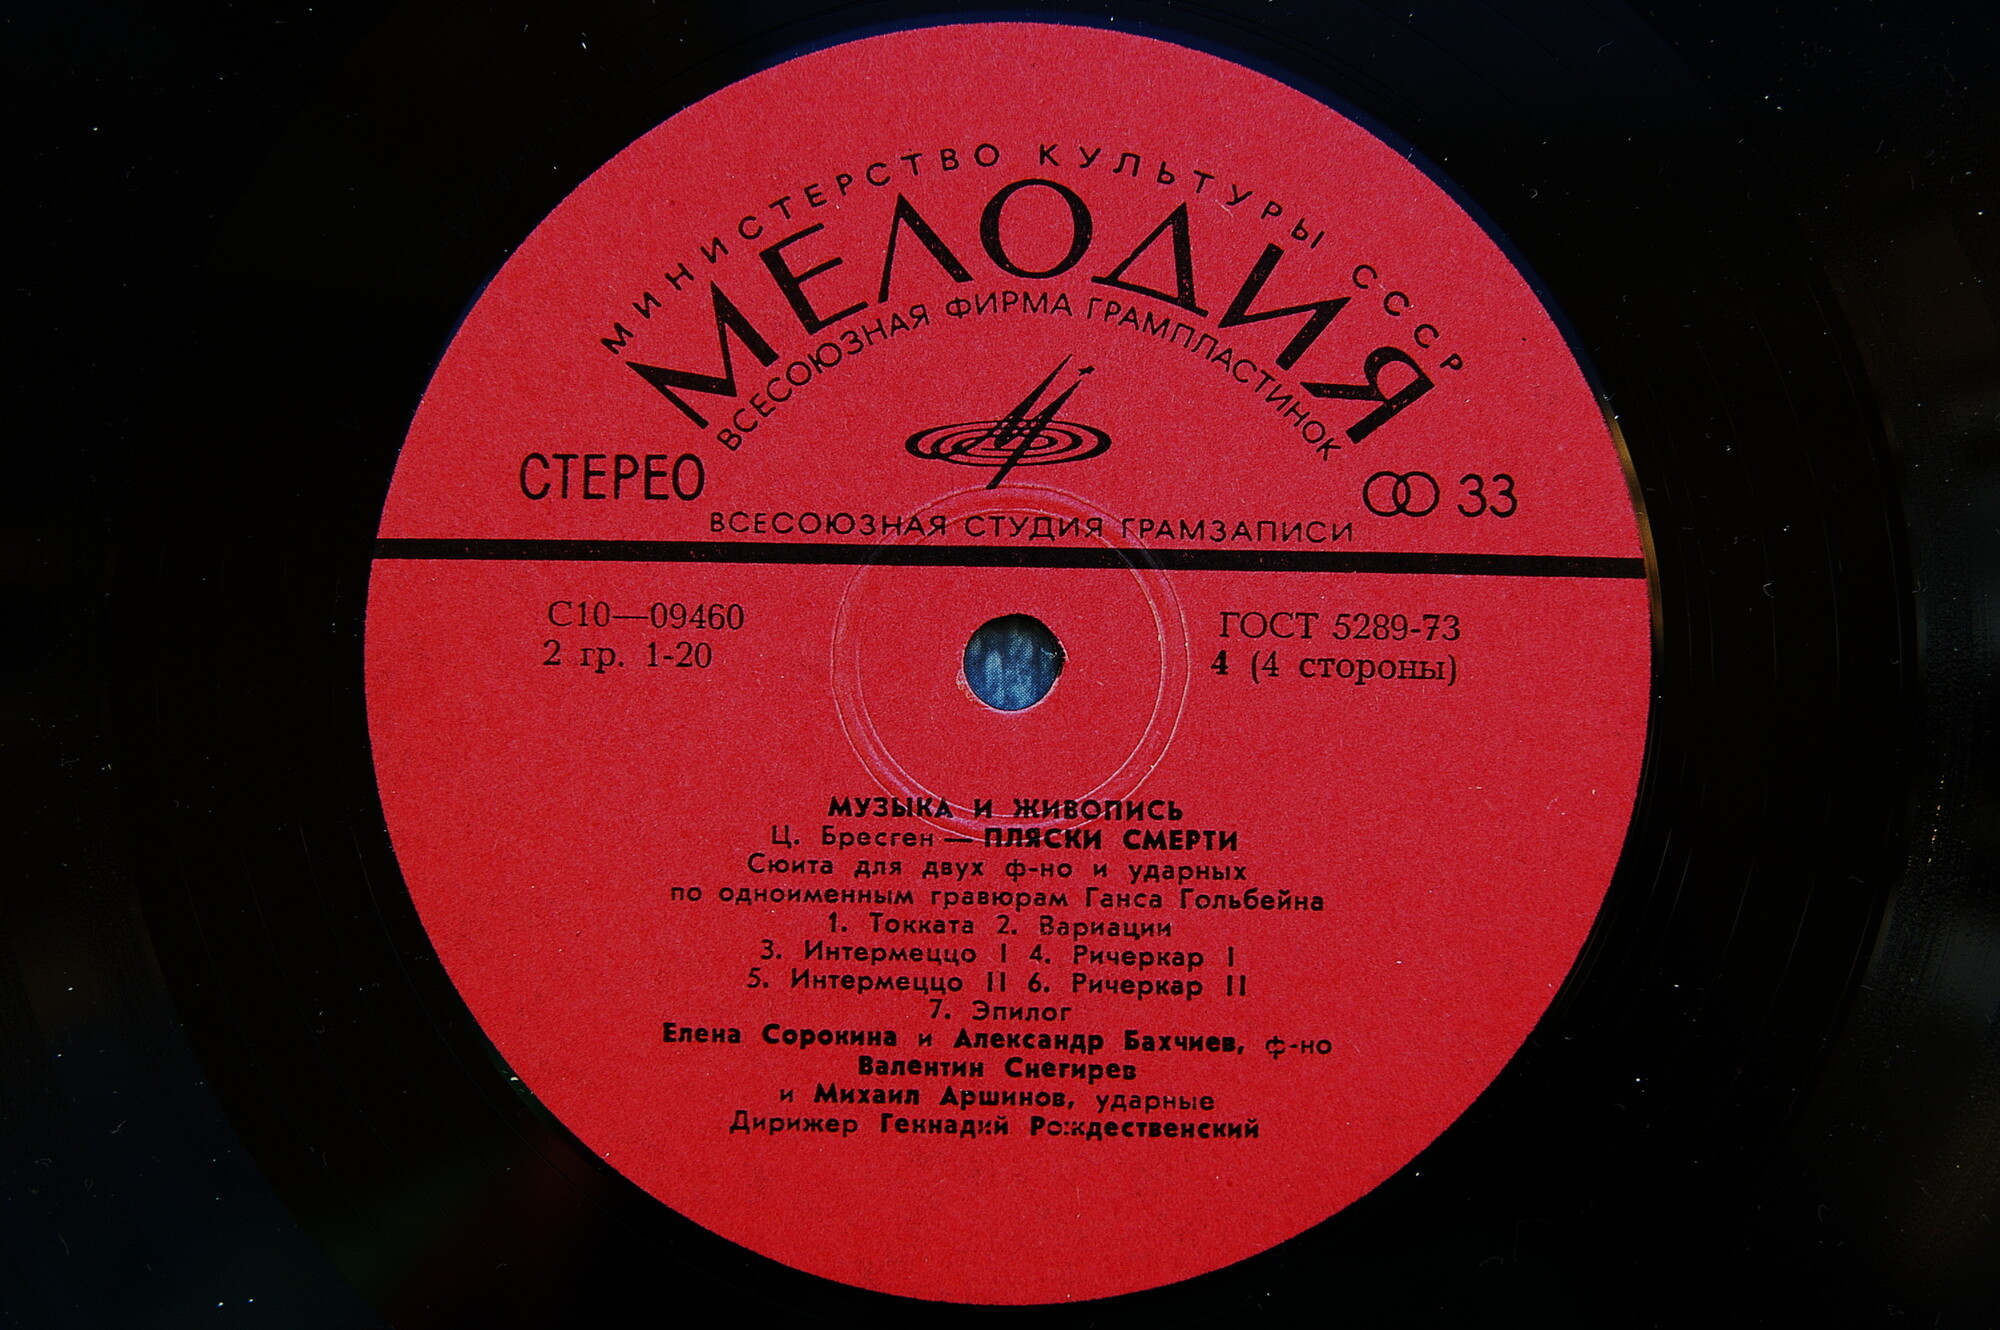 МИНИСТЕРСТВО КУЛЬТУРЫ СССР
МЕЛОДИЯ
ВСЕСОЮЗНАЯ ФИРМА ГРАМПЛАСТИНОК
СТЕРЕО
33
ВСЕСОЮЗНАЯ СТУДИЯ ГРАМЗАПИСИ
С10—09460
2 гр. 1-20
ГОСТ 5289-73
4 (4 стороны)
МУЗЫКА И ЖИВОПИСЬ
Ц. Бресген — ПЛЯСКИ СМЕРТИ
Сюита для двух ф-но и ударных
по одноименным гравюрам Ганса Гольбейна
1. Токката 2. Вариации
3. Интермеццо I 4. Ричеркар I
5. Интермеццо II 6. Ричеркар II
7. Эпилог
Елена Сорокина и Александр Бахчиев, ф-но
Валентин Снегирев
и Михаил Аршинов, ударные
Дирижер Геннадий Рождественский